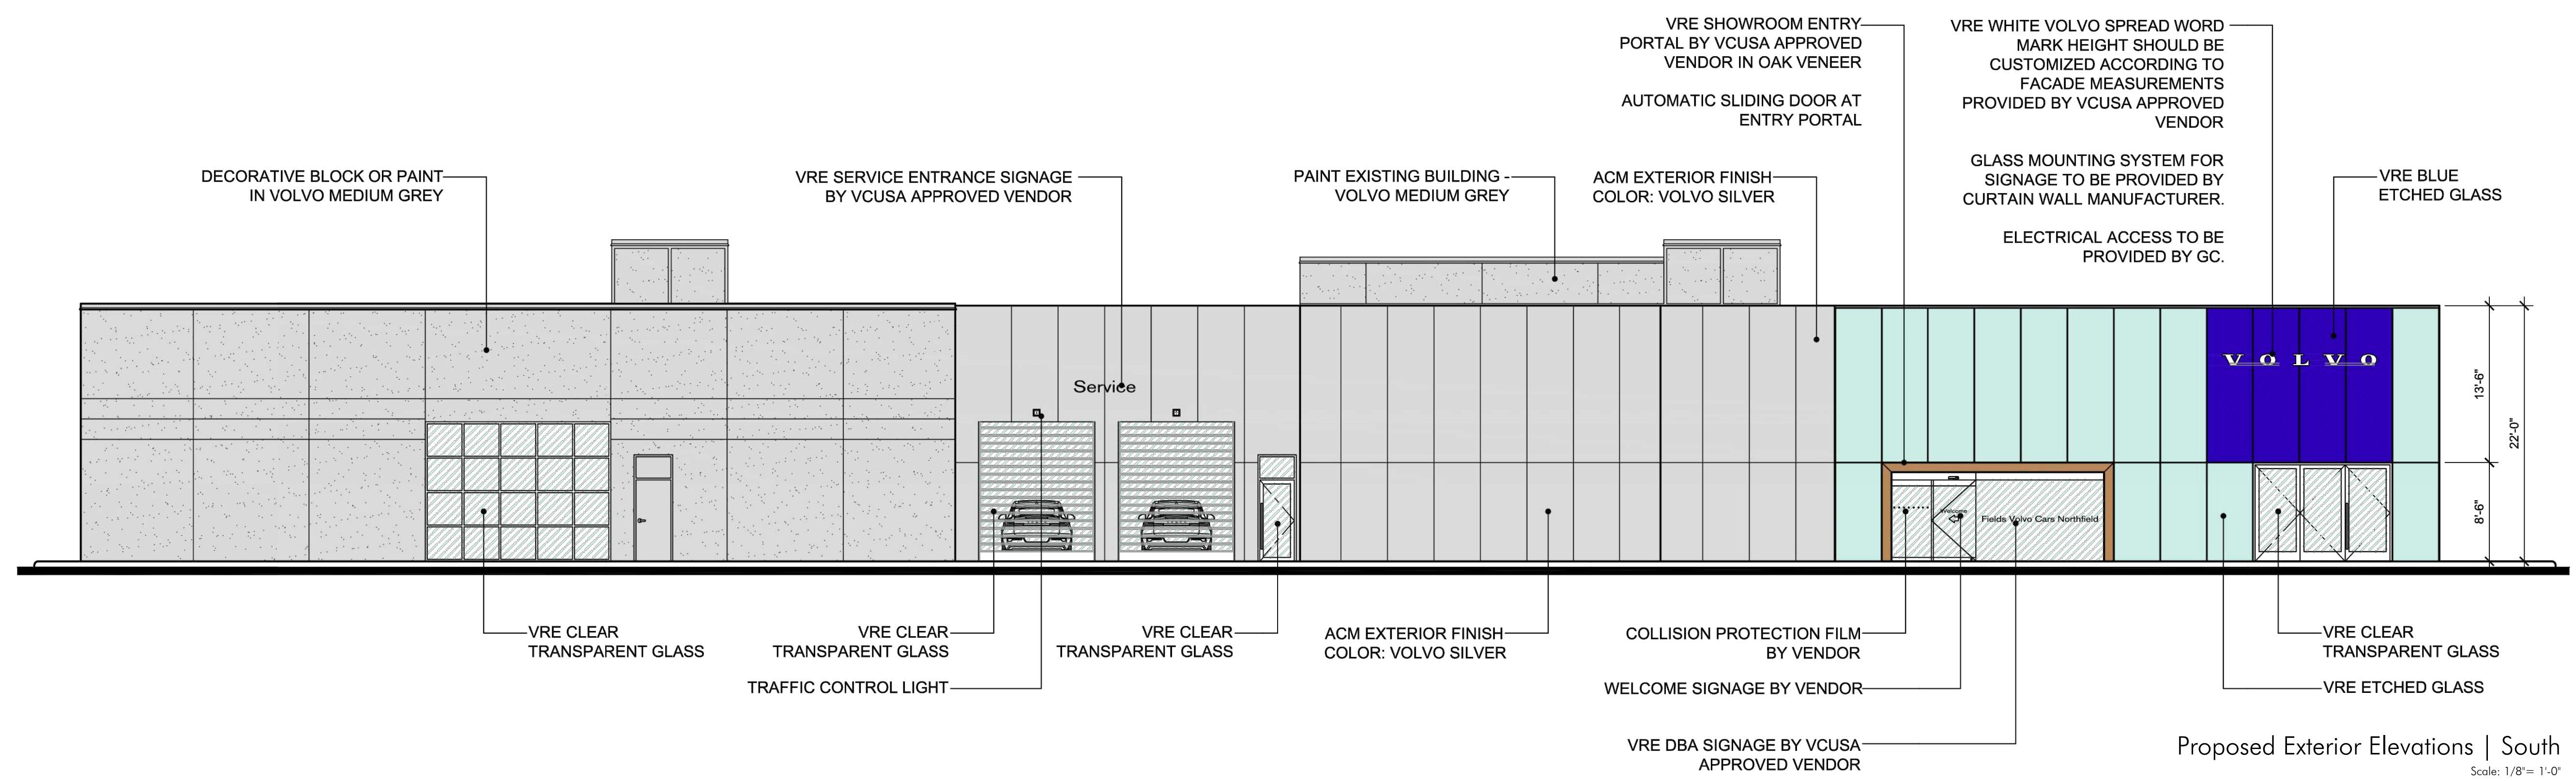 VRE SHOWROOM ENTRY
PORTAL BY VCUSA APPROVED
VENDOR IN OAK VENEER
AUTOMATIC SLIDING DOOR AT
ENTRY PORTAL
VRE WHITE VOLVO SPREAD WORD
MARK HEIGHT SHOULD BE
CUSTOMIZED ACCORDING TO
FACADE MEASUREMENTS
PROVIDED BY VCUSA APPROVED
VENDOR
GLASS MOUNTING SYSTEM FOR
SIGNAGE TO BE PROVIDED BY
CURTAIN WALL MANUFACTURER.
ELECTRICAL ACCESS TO BE
PROVIDED BY GC.
DECORATIVE BLOCK OR PAINT
IN VOLVO MEDIUM GREY
VRE SERVICE ENTRANCE SIGNAGE
BY VCUSA APPROVED VENDOR
PAINT EXISTING BUILDING -
VOLVO MEDIUM GREY
ACM EXTERIOR FINISH
COLOR: VOLVO SILVER
VRE BLUE
ETCHED GLASS
VOLVO
Service
13'-6"
22'-0"
8'-6"
Welcome
Fields Volvo Cars Northfield
VRE CLEAR
TRANSPARENT GLASS
VRE CLEAR
TRANSPARENT GLASS
TRAFFIC CONTROL LIGHT
VRE CLEAR
TRANSPARENT GLASS
ACM EXTERIOR FINISH
COLOR: VOLVO SILVER
COLLISION PROTECTION FILM
BY VENDOR
WELCOME SIGNAGE BY VENDOR
VRE DBA SIGNAGE BY VCUSA
APPROVED VENDOR
VRE CLEAR
TRANSPARENT GLASS
VRE ETCHED GLASS
Proposed Exterior Elevations | South
Scale: 1/8"= 1'-0"